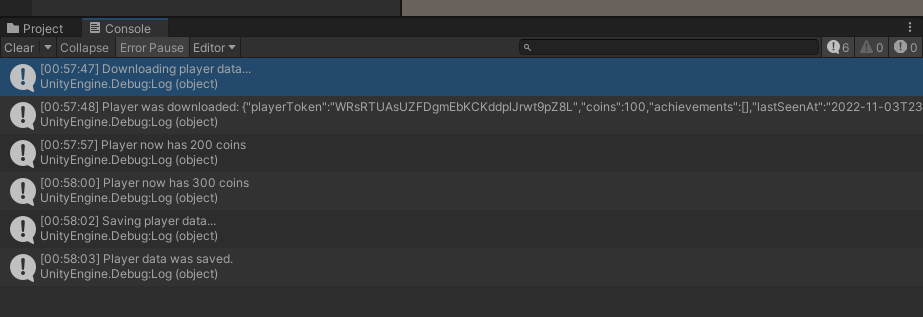 Project
Console
Clear
Collapse
Error Pause
Editor
6
0
0
[00:57:47] Downloading player data...
UnityEngine.Debug:Log (object)
[00:57:48] Player was downloaded: {"playerToken":"WRsRTUAsUZFDgmEbKCKddpIJrwt9pZ8L","coins":100,"achievements":[],"lastSeenAt":"2022-11-03T23
UnityEngine.Debug:Log (object)
[00:57:57] Player now has 200 coins
UnityEngine.Debug:Log (object)
[00:58:00] Player now has 300 coins
UnityEngine.Debug:Log (object)
[00:58:02] Saving player data...
UnityEngine.Debug:Log (object)
[00:58:03] Player data was saved.
UnityEngine.Debug:Log (object)